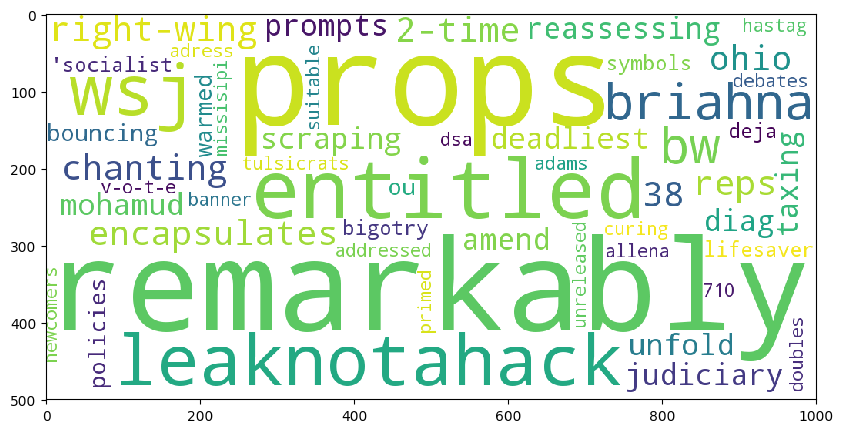 0
100
200
300
400
500
right-wing prompts 2-time reassessing hastag
adress
'socialist
wsj
props
symbols ohio
debates
warmed
missisipi
suitable
briahna
bouncing
scraping dsa deadliest
bw
deja
taxing
chanting
tulsicrats
adams
v-o-t-e
mohamud banner
entitled
ou
38
reps
diag
encapsulates bigotry
addressed
amend
unreleased
curing
allena
lifesaver
newcomers
remarkably
primed
710
policies
leaknotahack
unfold
judiciary
doubles
0 200 400 600 800 1000